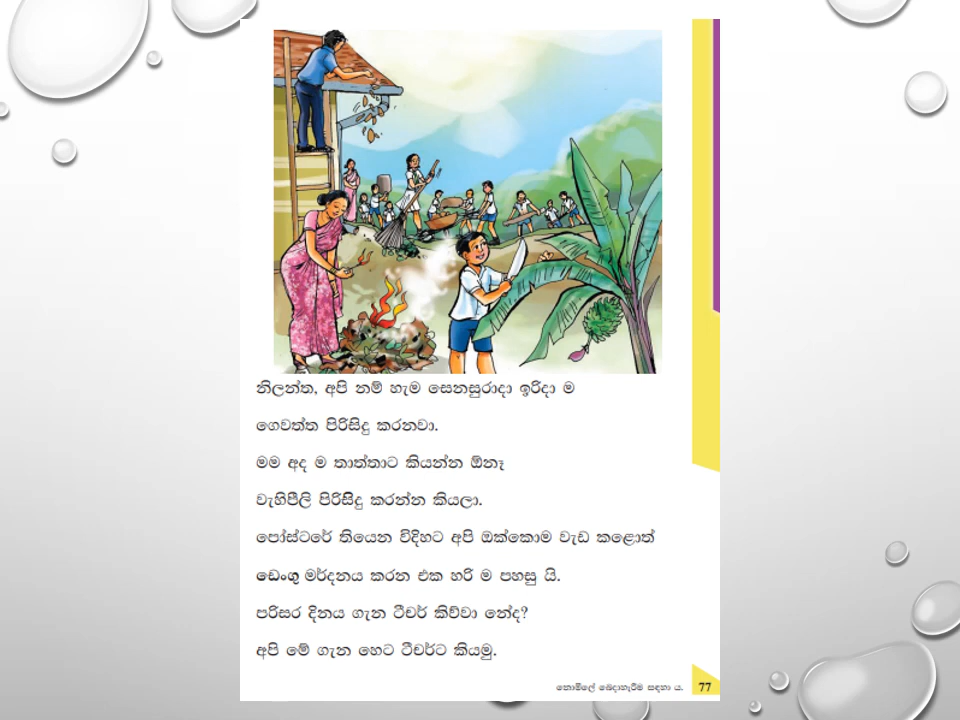 නිලන්ත, අපි නම් හැම සෙනසුරාදා ඉරිදා ම
ගෙවත්ත පිරිසිදු කරනවා.
මම අද ම තාත්තාට කියන්න ඕනෑ
වැහිපීලි පිරිසිදු කරන්න කියලා.
පෝස්ටරේ තියෙන විදිහට අපි ඔක්කොම වැඩ කළොත්
ඩෙංගු මර්දනය කරන එක හරි ම පහසු යි.
පරිසර දිනය ගැන ටීචර් කිව්වා නේද?
අපි මේ ගැන හෙට ටීචර්ට කියමු.
නොමිලේ බෙදාහැරීම සඳහා ය. 77